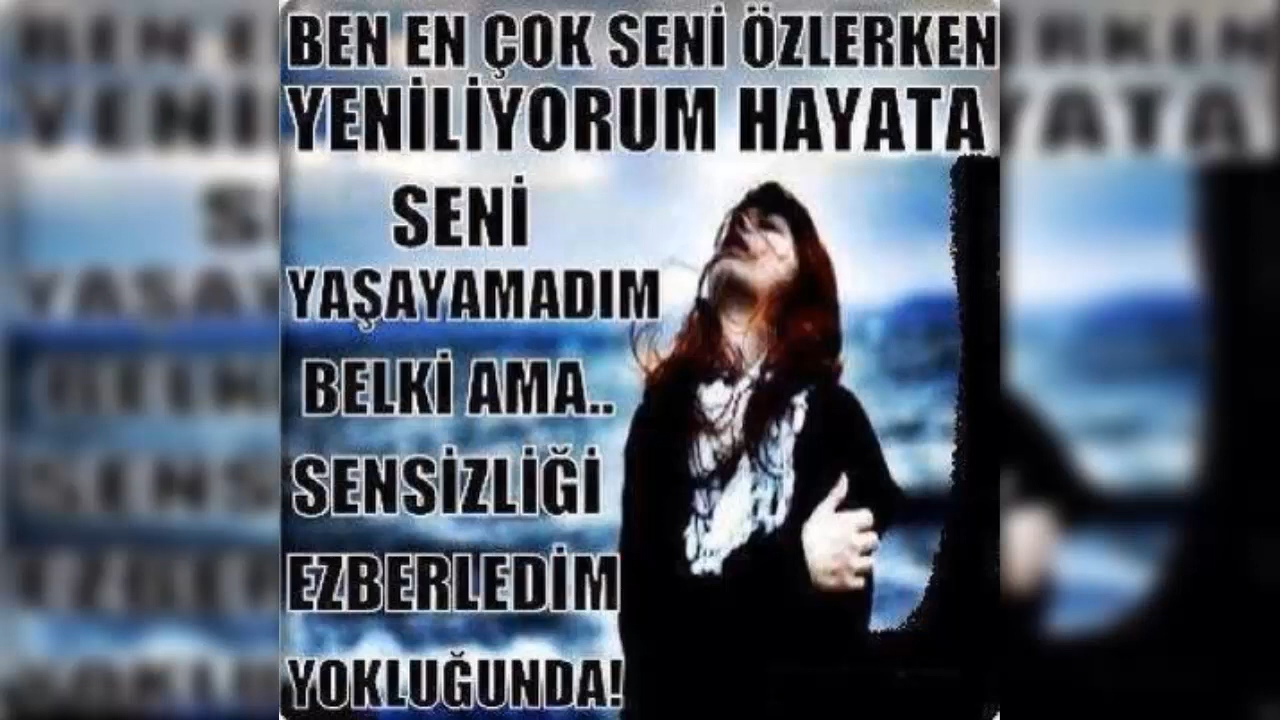 BEN EN ÇOK SENİ ÖZLERKEN
YENİLİYORUM HAYATA
SENİ
YAŞAYAMADIM
BELKİ AMA..
SENSİZLİĞİ
EZBERLEDİM
YOKLUĞUNDA!